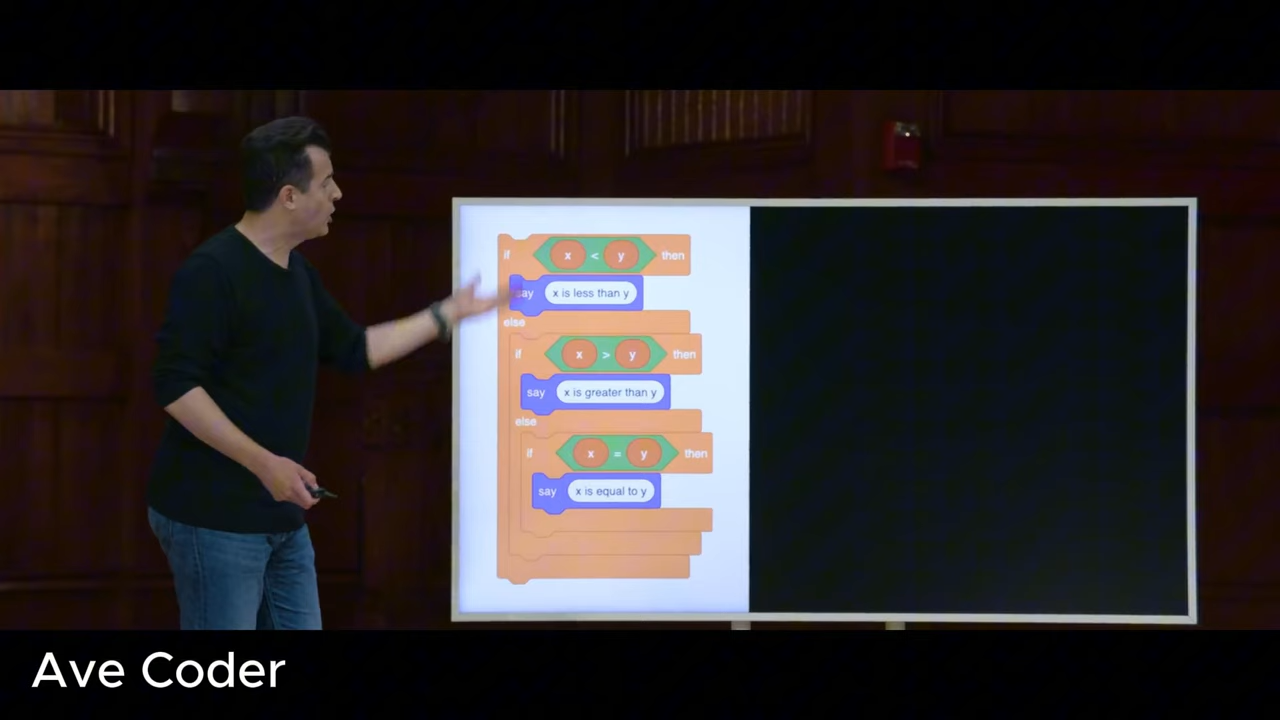 if x < y then
say x is less than y
else
if x > y then
say x is greater than y
else
if x = y then
say x is equal to y
Ave Coder